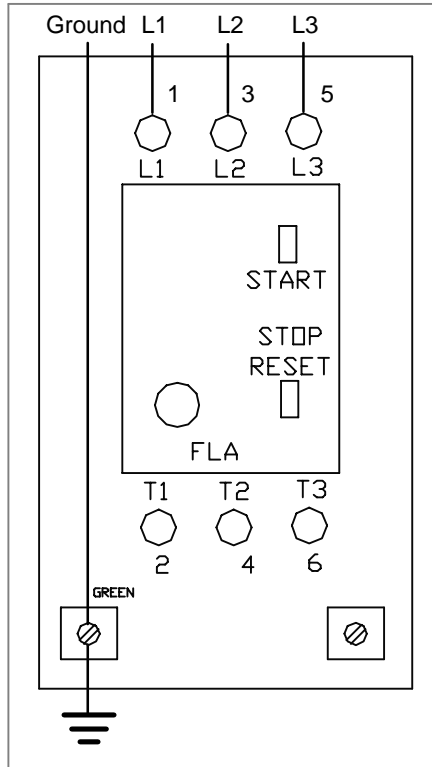 Ground L1 L2 L3
1 3 5
L1 L2 L3
START
STOP
RESET
FLA
T1 T2 T3
2 4 6
GREEN